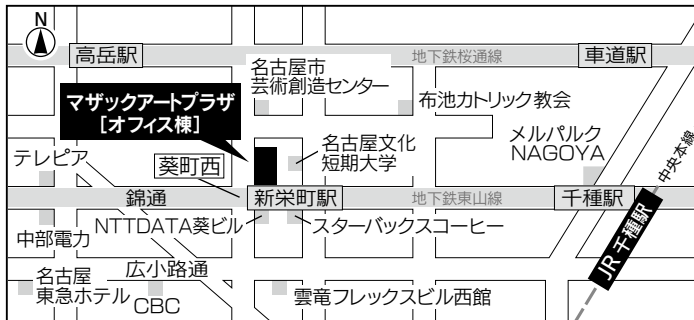 N
高岳駅
地下鉄桜通線
車道駅
名古屋市
芸術創造センター
布池カトリック教会
マザックアートプラザ
[オフィス棟]
名古屋文化
短期大学
メルパルク
NAGOYA
中央本線
テレピア
葵町西
錦通
新栄町駅
地下鉄東山線
千種駅
中部電力
NTTDATA葵ビル
スターバックスコーヒー
JR 千種駅
名古屋
東急ホテル
広小路通
CBC
雲竜フレックスビル西館